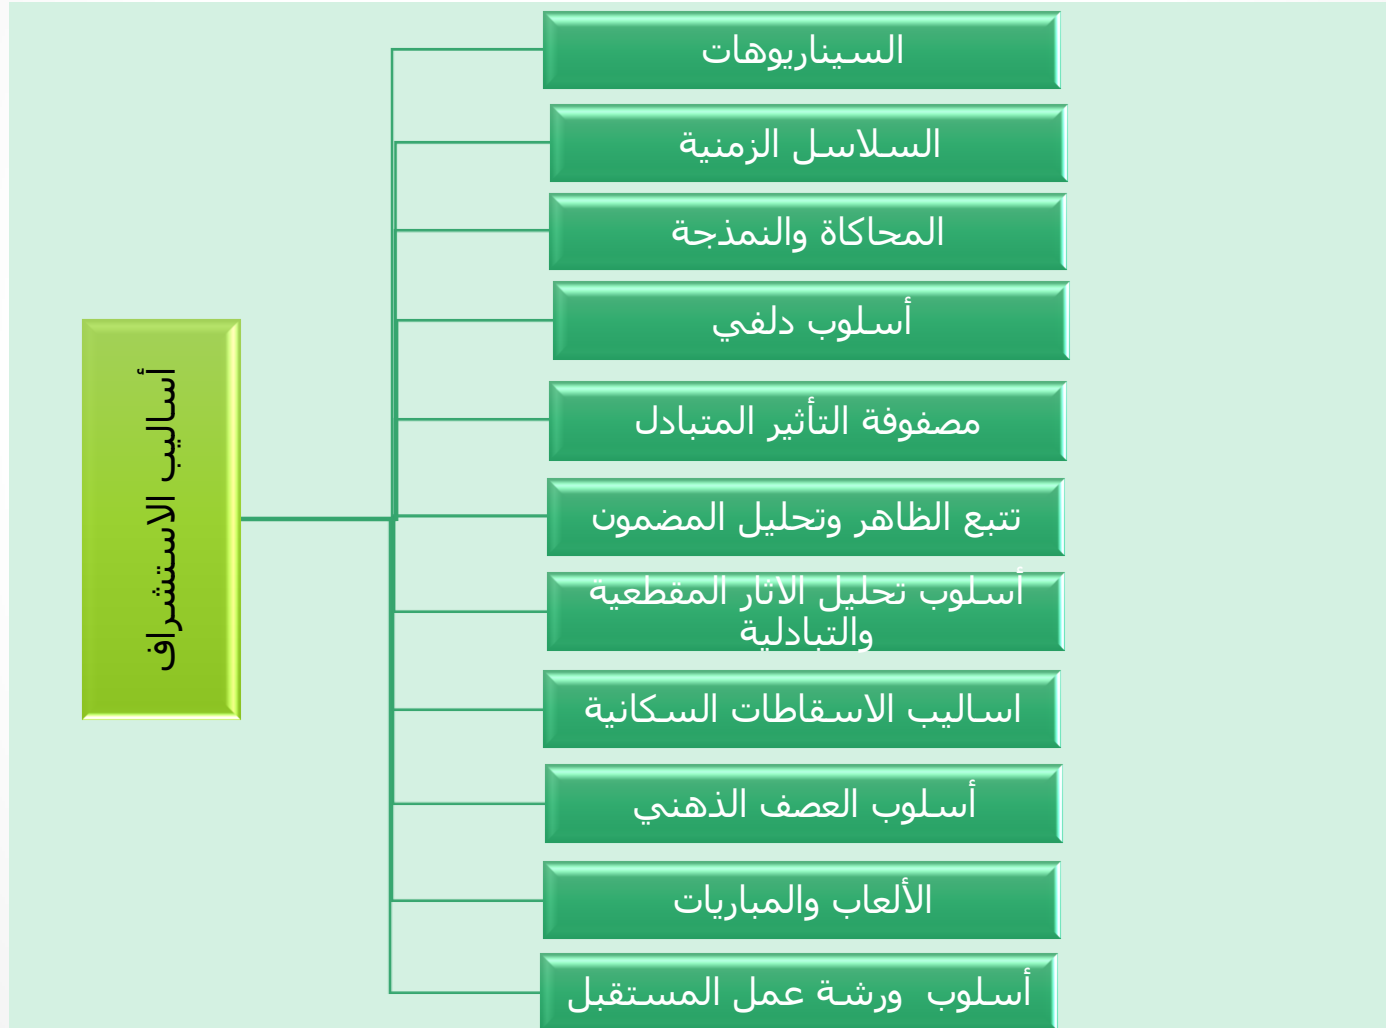 أساليب الاستشراف
السيناريوهات
السلاسل الزمنية
المحاكاة والنمذجة
أسلوب دلفي
مصفوفة التأثير المتبادل
تتبع الظاهر وتحليل المضمون
أسلوب تحليل الاثار المقطعية
والتبادلية
اساليب الاسقاطات السكانية
أسلوب العصف الذهني
الألعاب والمباريات
أسلوب ورشة عمل المستقبل